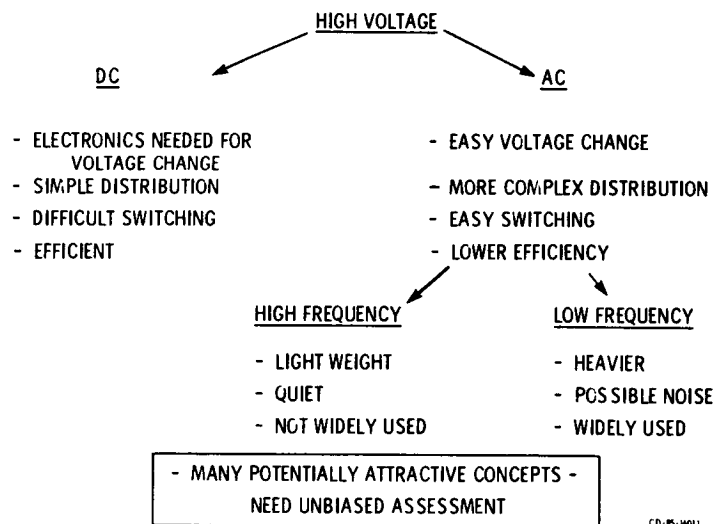 HIGH VOLTAGE
DC
- ELECTRONICS NEEDED FOR
VOLTAGE CHANGE
- SIMPLE DISTRIBUTION
- DIFFICULT SWITCHING
- EFFICIENT
AC
- EASY VOLTAGE CHANGE
- MORE COMPLEX DISTRIBUTION
- EASY SWITCHING
- LOWER EFFICIENCY
HIGH FREQUENCY
- LIGHT WEIGHT
- QUIET
- NOT WIDELY USED
LOW FREQUENCY
- HEAVIER
- POSSIBLE NOISE
- WIDELY USED
- MANY POTENTIALLY ATTRACTIVE CONCEPTS -
NEED UNBIASED ASSESSMENT